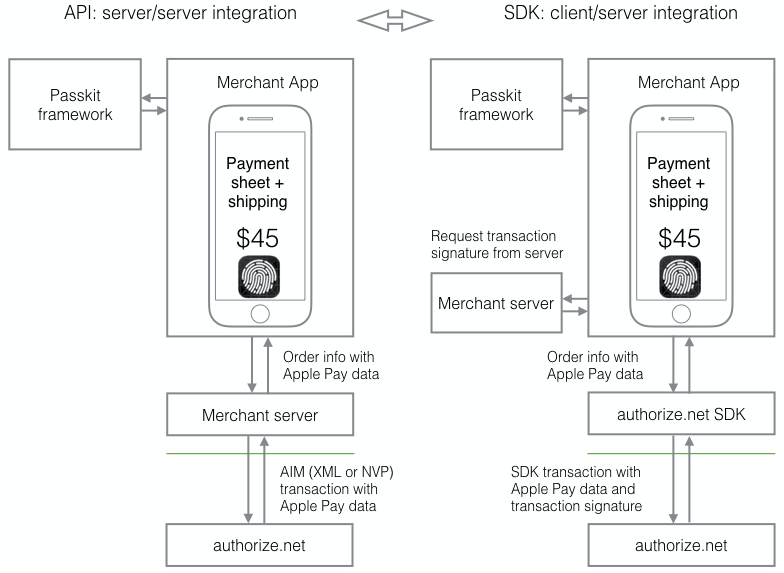 API: server/server integration
SDK: client/server integration
Passkit
framework
Merchant App
Payment
sheet +
shipping
$45
Order info with
Apple Pay data
Merchant server
AIM (XML or NVP)
transaction with
Apple Pay data
authorize.net
Passkit
framework
Merchant App
Payment
sheet +
shipping
$45
Request transaction
signature from server
Merchant server
Order info with
Apple Pay data
authorize.net SDK
SDK transaction with
Apple Pay data and
transaction signature
authorize.net